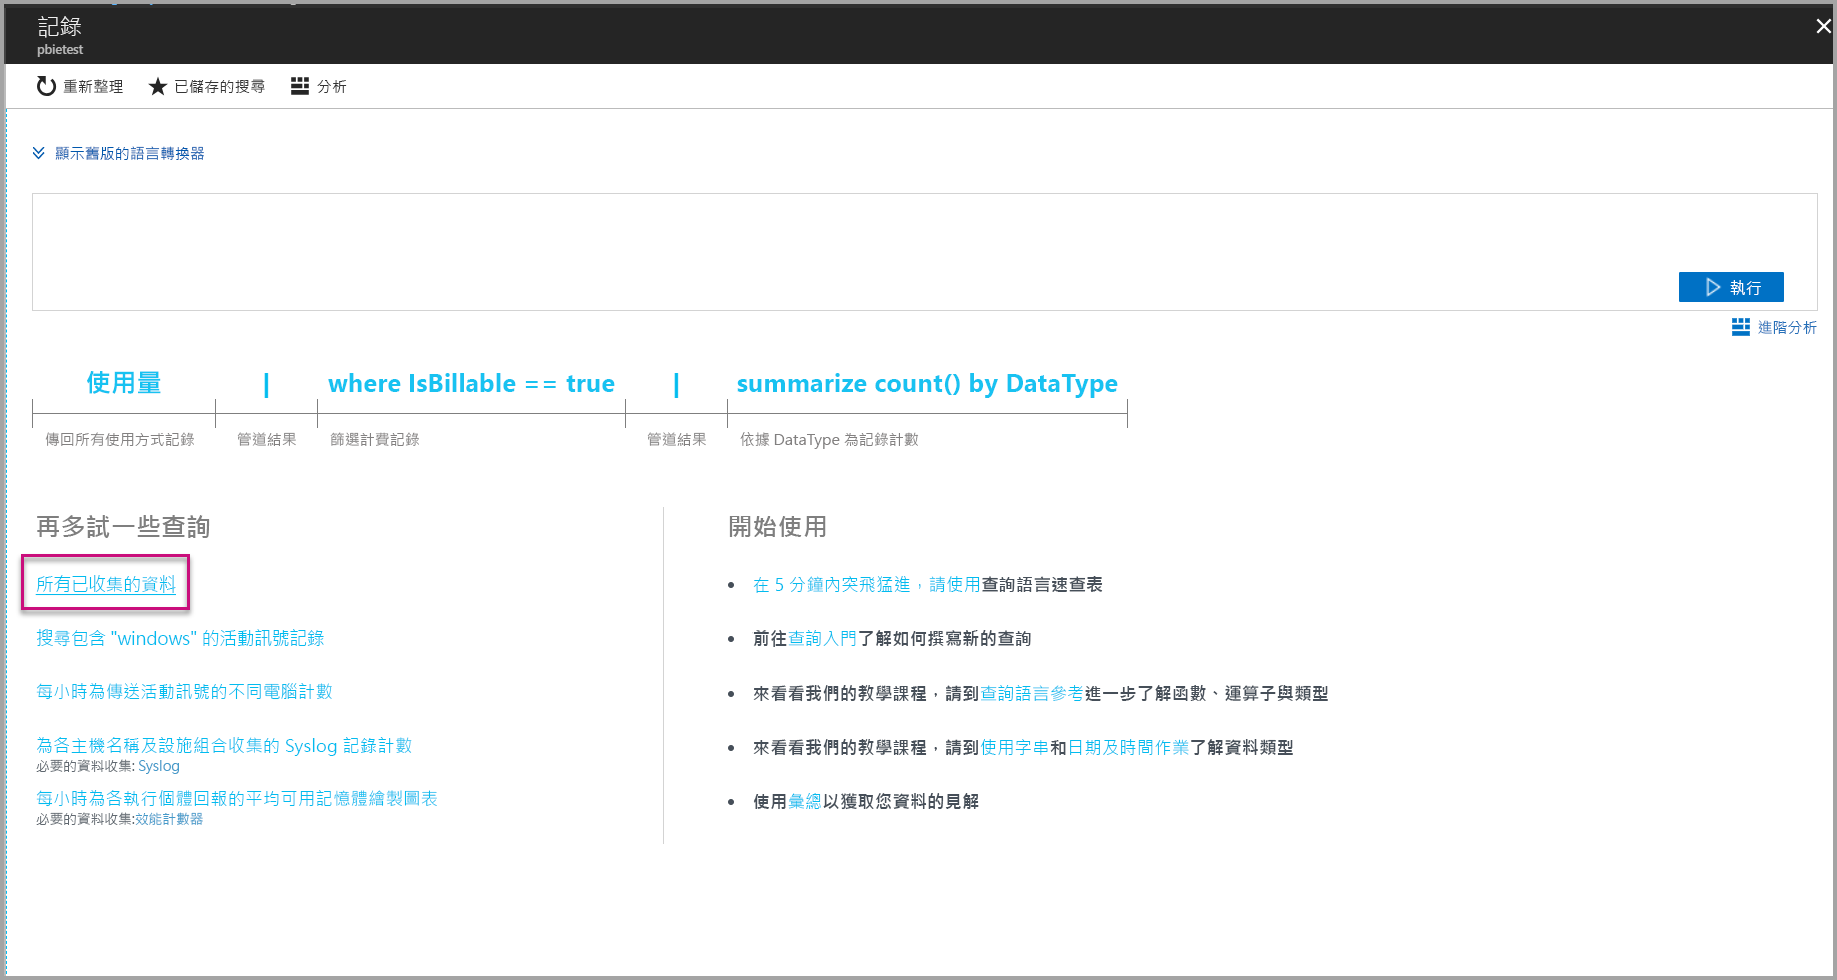 記錄
pbietest
重新整理 已儲存的搜尋 分析
顯示舊版的語言轉換器
執行
進階分析
使用量 | where IsBillable == true | summarize count() by DataType
傳回所有使用方式記錄 管道結果 篩選計費記錄 管道結果 依據 DataType 為記錄計數
再多試一些查詢
所有已收集的資料
搜尋包含 "windows" 的活動訊號記錄
每小時為傳送活動訊號的不同電腦計數
為各主機名稱及設施組合收集的 Syslog 記錄計數
必要的資料收集: Syslog
每小時為各執行個體回報的平均可用記憶體繪製圖表
必要的資料收集:效能計數器
開始使用
• 在 5 分鐘內突飛猛進，請使用查詢語言速查表
• 前往查詢入門了解如何撰寫新的查詢
• 來看看我們的教學課程，請到查詢語言參考進一步了解函數、運算子與類型
• 來看看我們的教學課程，請到使用字串和日期及時間作業了解資料類型
• 使用彙總以獲取您資料的見解